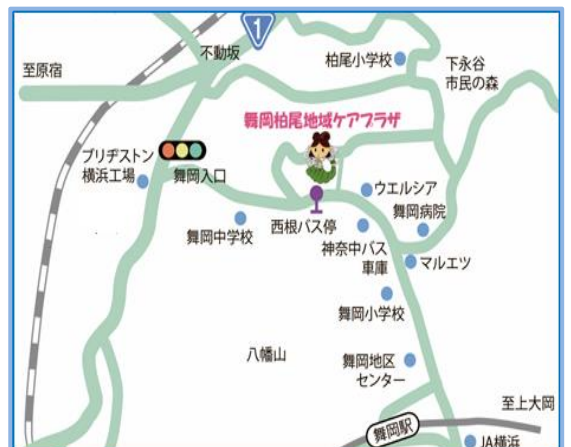 1
不動坂
柏尾小学校
至原宿
下永谷
市民の森
舞岡柏尾地域ケアプラザ
ブリヂストン
横浜工場
舞岡入口
ウエルシア
舞岡病院
西根バス停
舞岡中学校
神奈中バス
車庫
マルエツ
舞岡小学校
八幡山
舞岡地区
センター
至上大岡
舞岡駅
JA横浜